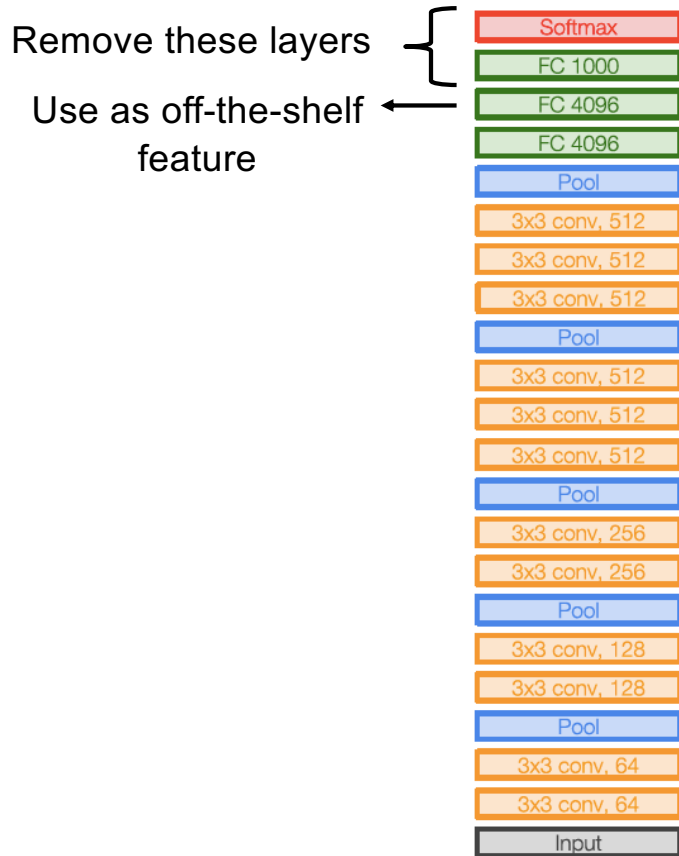 Remove these layers
Use as off-the-shelf
feature
Softmax
FC 1000
FC 4096
FC 4096
Pool
3x3 conv, 512
3x3 conv, 512
3x3 conv, 512
Pool
3x3 conv, 512
3x3 conv, 512
3x3 conv, 512
Pool
3x3 conv, 256
3x3 conv, 256
Pool
3x3 conv, 128
3x3 conv, 128
Pool
3x3 conv, 64
3x3 conv, 64
Input